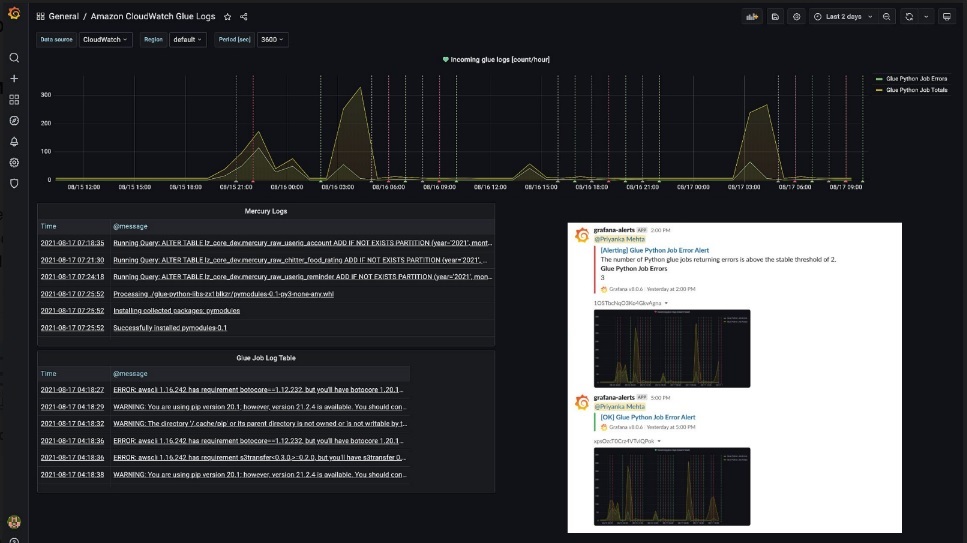 General / Amazon CloudWatch Glue Logs
Last 2 days
Data source CloudWatch Region default Period [sec] 3600
Incoming glue logs [count/hour]
300
200
100
0
08/15 12:00 08/15 15:00 08/15 18:00 08/15 21:00 08/16 00:00 08/16 03:00 08/16 06:00 08/16 09:00 08/16 12:00 08/16 15:00 08/16 18:00 08/16 21:00 08/17 00:00 08/17 03:00 08/17 06:00 08/17 09:00
Glue Python Job Errors
Glue Python Job Totals
Mercury Logs
Time @message
2021-08-17 07:18:35 Running Query: ALTER TABLE lz_core_dev.mercury_raw_useriq_account ADD IF NOT EXISTS PARTITION (year='2021', mont...
2021-08-17 07:21:30 Running Query: ALTER TABLE lz_core_dev.mercury_raw_chitter_food_rating ADD IF NOT EXISTS PARTITION (year='2021', ...
2021-08-17 07:24:18 Running Query: ALTER TABLE lz_core_dev.mercury_raw_useriq_reminder ADD IF NOT EXISTS PARTITION (year='2021', mon...
2021-08-17 07:25:52 Processing ./glue-python-libs-zx1blkzr/pymodules-0.1-py3-none-any.whl
2021-08-17 07:25:52 Installing collected packages: pymodules
2021-08-17 07:25:52 Successfully installed pymodules-0.1
Glue Job Log Table
Time @message
2021-08-17 04:18:27 ERROR: awscli 1.16.242 has requirement botocore==1.12.232, but you'll have botocore 1.20.1...
2021-08-17 04:18:29 WARNING: You are using pip version 20.1; however, version 21.2.4 is available. You should con...
2021-08-17 04:18:32 WARNING: The directory '/.cache/pip' or its parent directory is not owned or is not writable by t...
2021-08-17 04:18:36 ERROR: awscli 1.16.242 has requirement botocore==1.12.232, but you'll have botocore 1.20.1...
2021-08-17 04:18:36 ERROR: awscli 1.16.242 has requirement s3transfer<0.3.0,>=0.2.0, but you'll have s3transfer 0...
2021-08-17 04:18:38 WARNING: You are using pip version 20.1; however, version 21.2.4 is available. You should con...
grafana-alerts APP 2:00 PM
@Priyanka Mehta
[Alerting] Glue Python Job Error Alert
The number of Python glue jobs returning errors is above the stable threshold of 2.
Glue Python Job Errors
3
Grafana v8.0.6 Yesterday at 2:00 PM
grafana-alerts APP 5:00 PM
@Priyanka Mehta
[OK] Glue Python Job Error Alert
Grafana v8.0.6 Yesterday at 5:00 PM